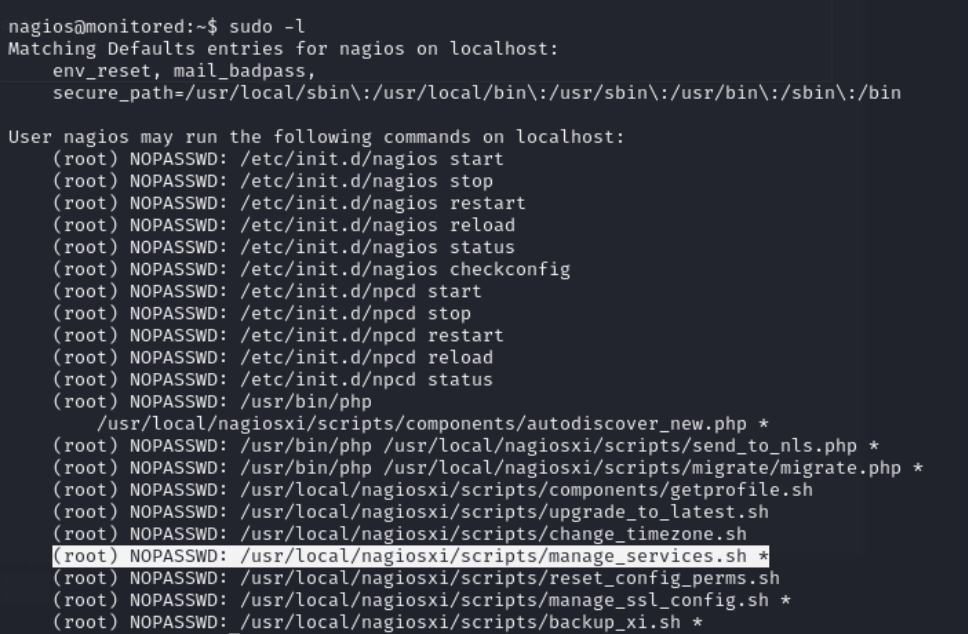 nagios@monitored:~$ sudo -l
Matching Defaults entries for nagios on localhost:
    env_reset, mail_badpass,
    secure_path=/usr/local/sbin\:/usr/local/bin\:/usr/sbin\:/usr/bin\:/sbin\:/bin

User nagios may run the following commands on localhost:
    (root) NOPASSWD: /etc/init.d/nagios start
    (root) NOPASSWD: /etc/init.d/nagios stop
    (root) NOPASSWD: /etc/init.d/nagios restart
    (root) NOPASSWD: /etc/init.d/nagios reload
    (root) NOPASSWD: /etc/init.d/nagios status
    (root) NOPASSWD: /etc/init.d/nagios checkconfig
    (root) NOPASSWD: /etc/init.d/npcd start
    (root) NOPASSWD: /etc/init.d/npcd stop
    (root) NOPASSWD: /etc/init.d/npcd restart
    (root) NOPASSWD: /etc/init.d/npcd reload
    (root) NOPASSWD: /etc/init.d/npcd status
    (root) NOPASSWD: /usr/bin/php
        /usr/local/nagiosxi/scripts/components/autodiscover_new.php *
    (root) NOPASSWD: /usr/bin/php /usr/local/nagiosxi/scripts/send_to_nls.php *
    (root) NOPASSWD: /usr/bin/php /usr/local/nagiosxi/scripts/migrate/migrate.php *
    (root) NOPASSWD: /usr/local/nagiosxi/scripts/components/getprofile.sh
    (root) NOPASSWD: /usr/local/nagiosxi/scripts/upgrade_to_latest.sh
    (root) NOPASSWD: /usr/local/nagiosxi/scripts/change_timezone.sh
    (root) NOPASSWD: /usr/local/nagiosxi/scripts/manage_services.sh *
    (root) NOPASSWD: /usr/local/nagiosxi/scripts/reset_config_perms.sh
    (root) NOPASSWD: /usr/local/nagiosxi/scripts/manage_ssl_config.sh *
    (root) NOPASSWD: /usr/local/nagiosxi/scripts/backup_xi.sh *